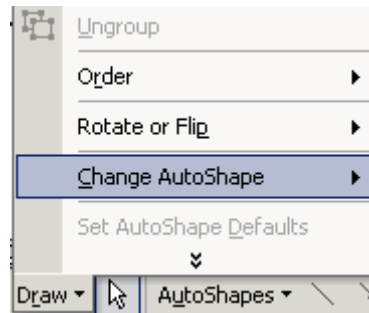 Ungroup
Order
Rotate or Flip
Change AutoShape
Set AutoShape Defaults
Draw AutoShapes